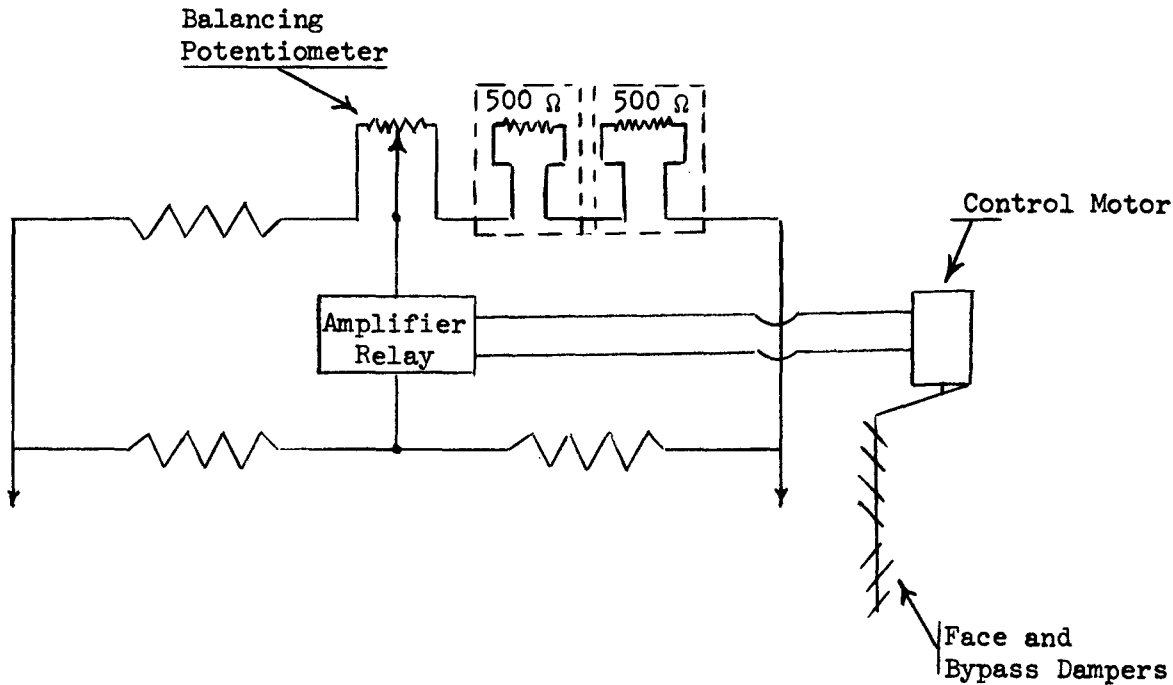 Balancing
Potentiometer
500 Ω
500 Ω
Control Motor
Amplifier
Relay
Face and
Bypass Dampers